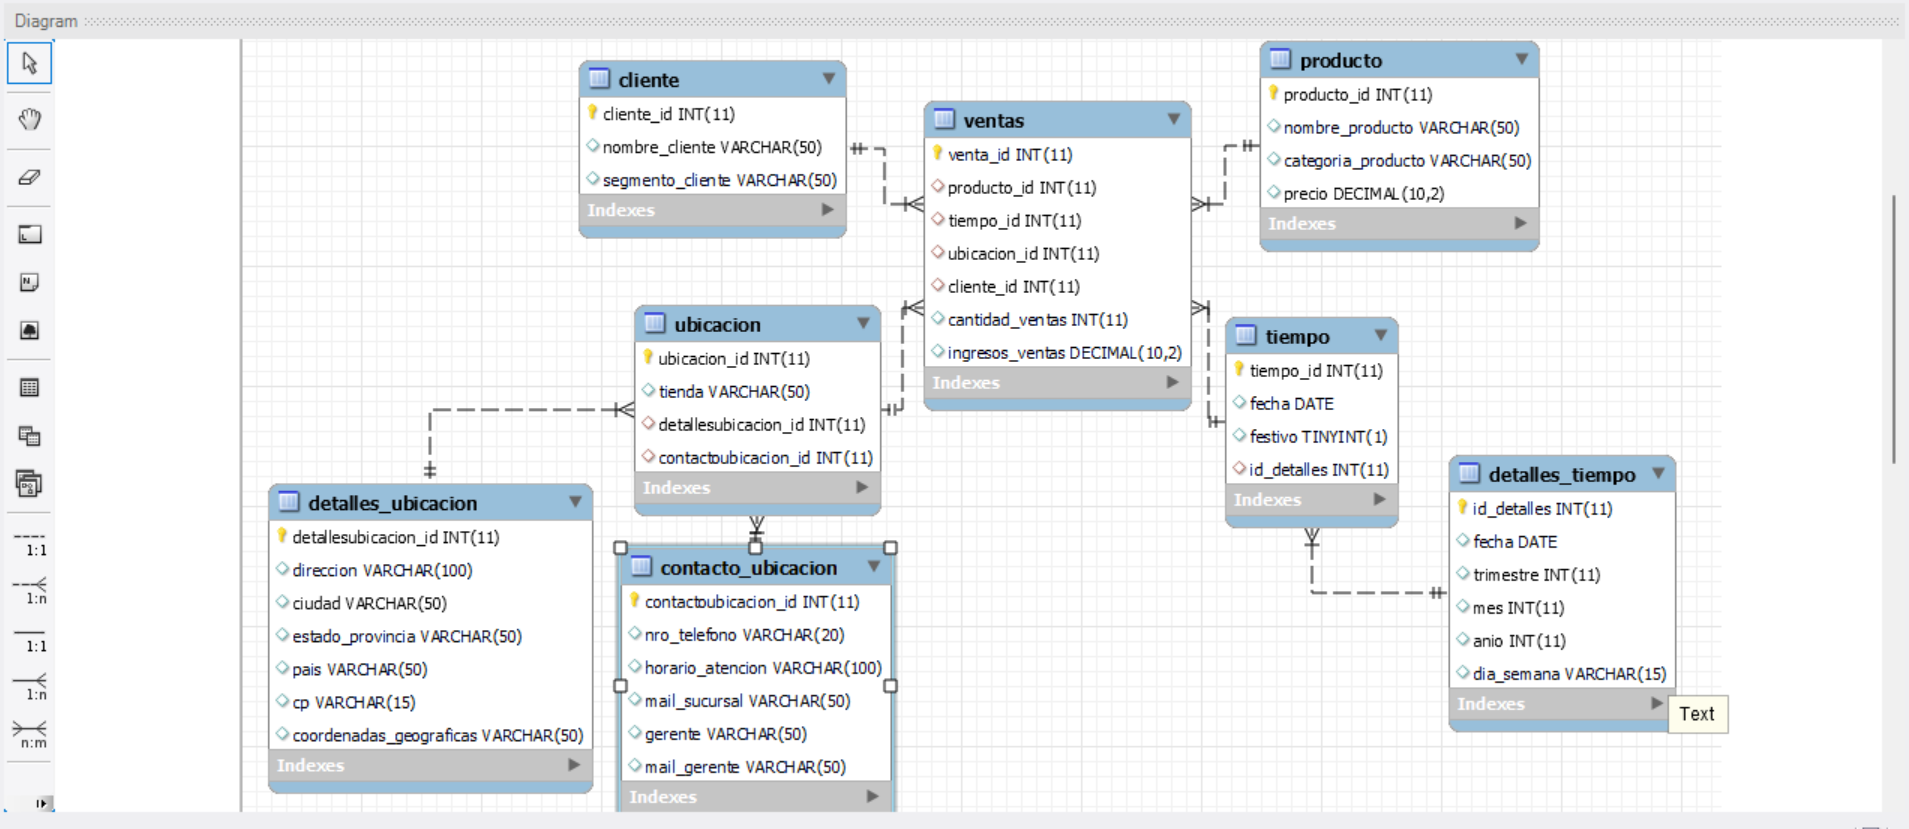 Diagram
cliente
cliente_id INT(11)
nombre_cliente VARCHAR(50)
segmento_cliente VARCHAR(50)
Indexes
ventas
venta_id INT(11)
producto_id INT(11)
tiempo_id INT(11)
ubicacion_id INT(11)
cliente_id INT(11)
cantidad_ventas INT(11)
ingresos_ventas DECIMAL(10,2)
Indexes
producto
producto_id INT(11)
nombre_producto VARCHAR(50)
categoria_producto VARCHAR(50)
precio DECIMAL(10,2)
Indexes
ubicacion
ubicacion_id INT(11)
tienda VARCHAR(50)
detallesubicacion_id INT(11)
contactoubicacion_id INT(11)
Indexes
tiempo
tiempo_id INT(11)
fecha DATE
festivo TINYINT(1)
id_detalles INT(11)
Indexes
detalles_tiempo
id_detalles INT(11)
fecha DATE
trimestre INT(11)
mes INT(11)
anio INT(11)
dia_semana VARCHAR(15)
Indexes
Text
detalles_ubicacion
detallesubicacion_id INT(11)
direccion VARCHAR(100)
ciudad VARCHAR(50)
estado_provincia VARCHAR(50)
pais VARCHAR(50)
cp VARCHAR(15)
coordenadas_geograficas VARCHAR(50)
Indexes
contacto_ubicacion
contactoubicacion_id INT(11)
nro_telefono VARCHAR(20)
horario_atencion VARCHAR(100)
mail_sucursal VARCHAR(50)
gerente VARCHAR(50)
mail_gerente VARCHAR(50)
Indexes
1:1
1:n
1:1
1:n
n:m